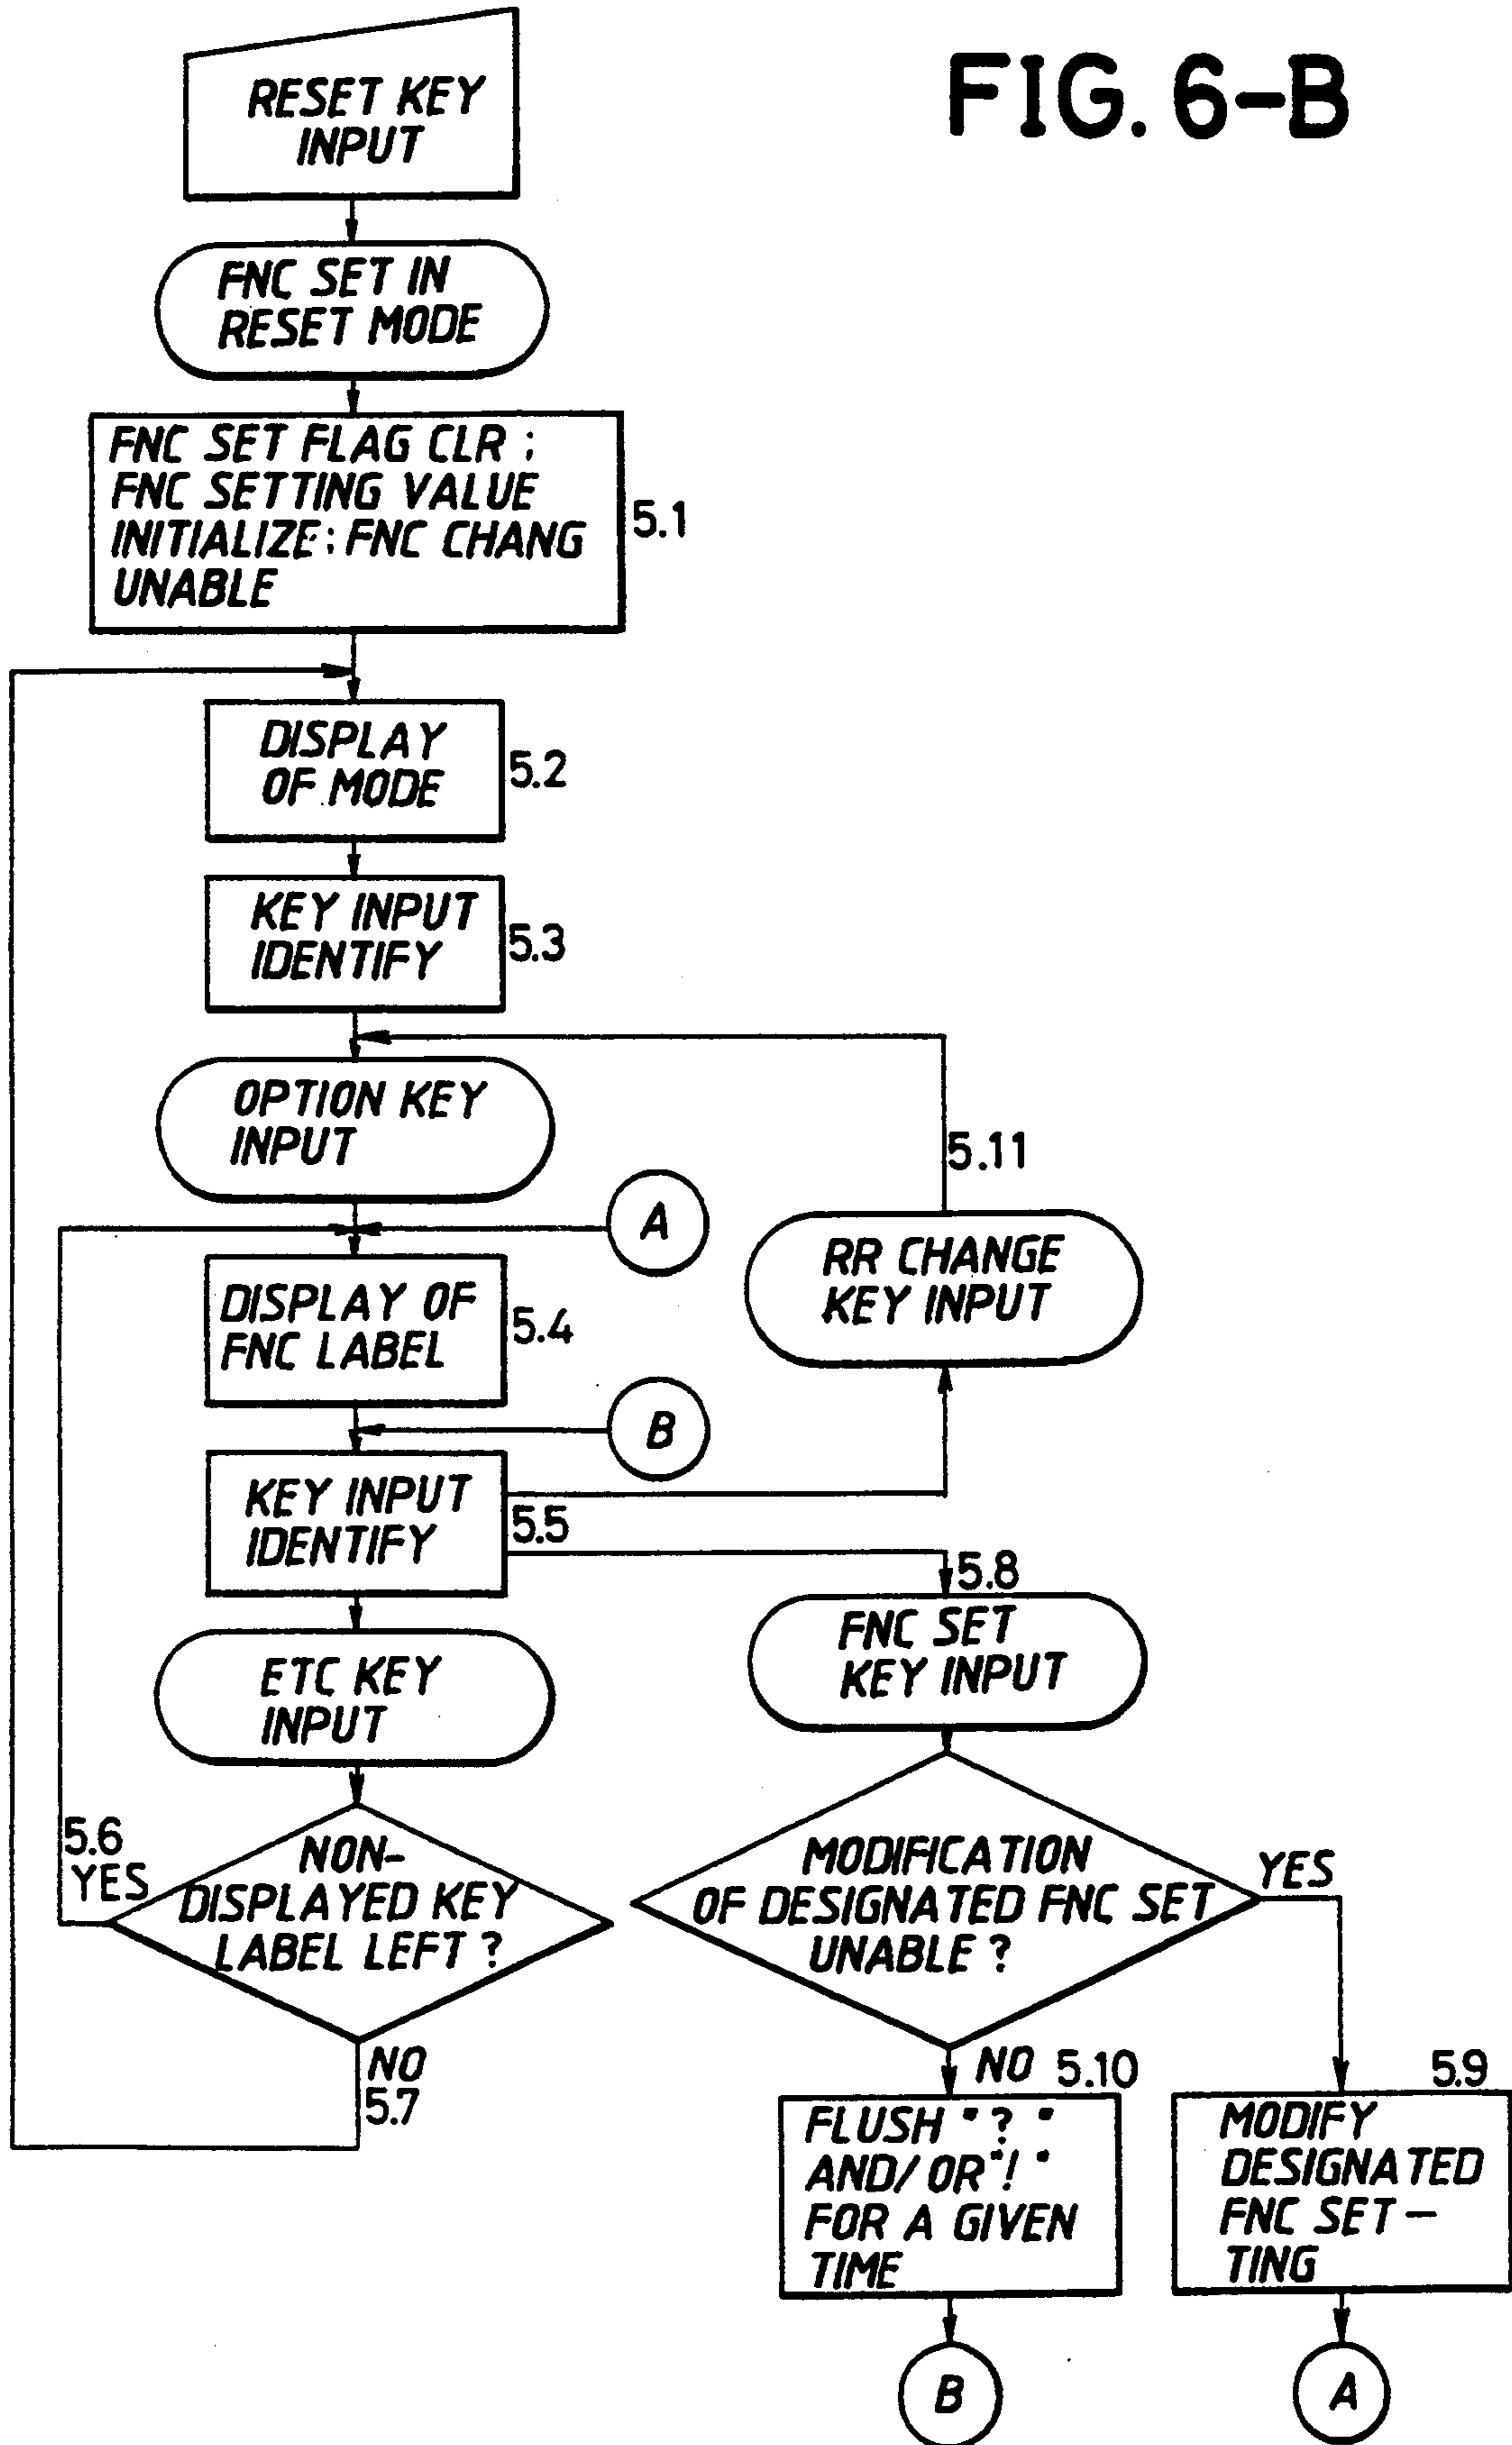 FIG. 6-B
RESET KEY
INPUT
FNC SET IN
RESET MODE
FNC SET FLAG CLR ;
FNC SETTING VALUE
INITIALIZE ; FNC CHANG
UNABLE
5.1
DISPLAY
OF MODE
5.2
KEY INPUT
IDENTIFY
5.3
OPTION KEY
INPUT
5.11
A
RR CHANGE
KEY INPUT
DISPLAY OF
FNC LABEL
5.4
B
KEY INPUT
IDENTIFY
5.5
5.8
FNC SET
KEY INPUT
ETC KEY
INPUT
5.6
YES
NON-
DISPLAYED KEY
LABEL LEFT ?
NO
5.7
MODIFICATION
OF DESIGNATED FNC SET
UNABLE ?
YES
NO 5.10
FLUSH "?"
AND/OR "!"
FOR A GIVEN
TIME
B
5.9
MODIFY
DESIGNATED
FNC SET-
TING
A